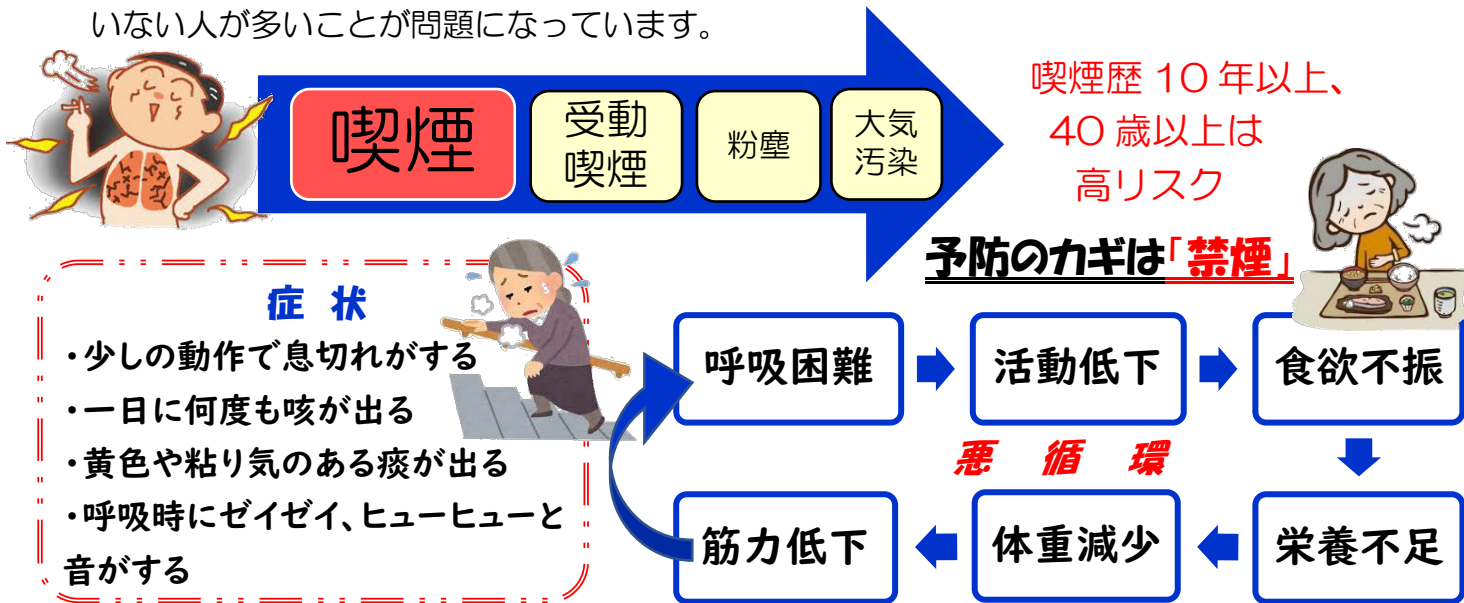 いない人が多いことが問題になっています。
喫煙
受動
喫煙
粉塵
大気
汚染
喫煙歴 10 年以上、
40 歳以上は
高リスク
予防のカギは「禁煙」
症 状
・少しの動作で息切れがする
・一日に何度も咳が出る
・黄色や粘り気のある痰が出る
・呼吸時にゼイゼイ、ヒューヒューと
音がする
呼吸困難
活動低下
食欲不振
悪 循 環
筋力低下
体重減少
栄養不足